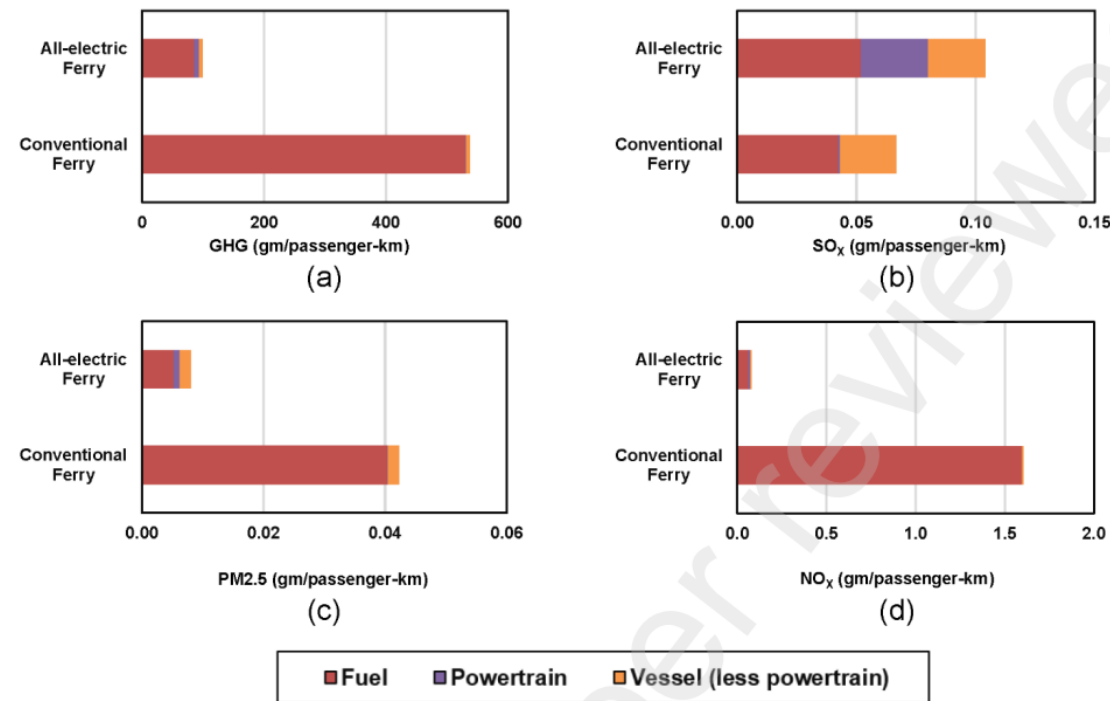 All-electric
Ferry
Conventional
Ferry
0 200 400 600
GHG (gm/passenger-km)
(a)
All-electric
Ferry
Conventional
Ferry
0.00 0.05 0.10 0.15
SOX (gm/passenger-km)
(b)
All-electric
Ferry
Conventional
Ferry
0.00 0.02 0.04 0.06
PM2.5 (gm/passenger-km)
(c)
All-electric
Ferry
Conventional
Ferry
0.0 0.5 1.0 1.5 2.0
NOX (gm/passenger-km)
(d)
Fuel Powertrain Vessel (less powertrain)